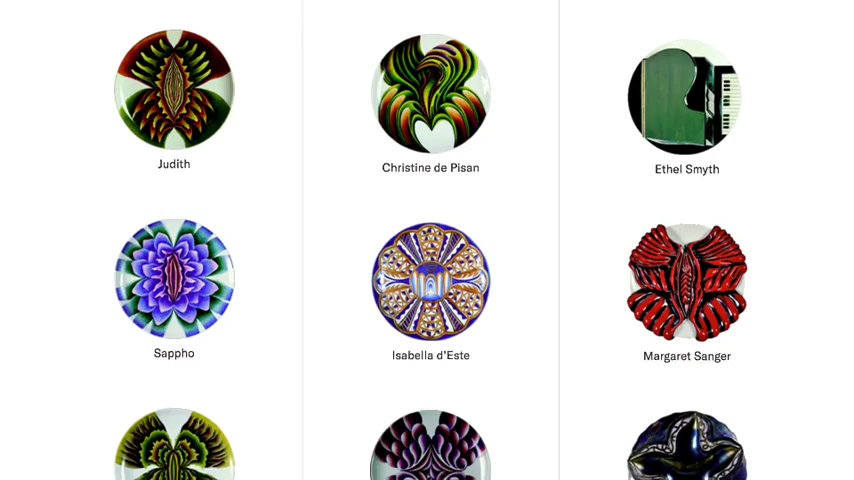 Judith
Christine de Pisan
Ethel Smyth
Sappho
Isabella d'Este
Margaret Sanger